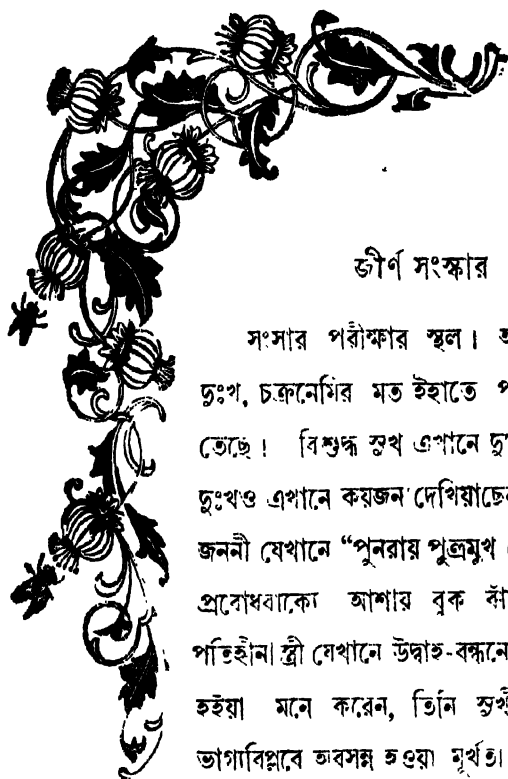 জীর্ণ সংস্কার
সংসার পরীক্ষার স্থল।
দুঃখ, চক্রনেমির মত ইহাতে
তেছে! বিশুদ্ধ সুখ এখানে
দুঃখও এখানে কয়জন দেখিয়াছেন
জননী যেখানে “পুনরায় পুত্ত্রমুখ
প্রবোধবাক্যে আশায় বুক
পতিহীনা স্ত্রী যেখানে উদ্বাহ-বন্ধনে
হইয়া মনে করেন, তিনি সুখী
ভাগ্যবিপ্লবে অবসন্ন হওয়া মূর্খতা।